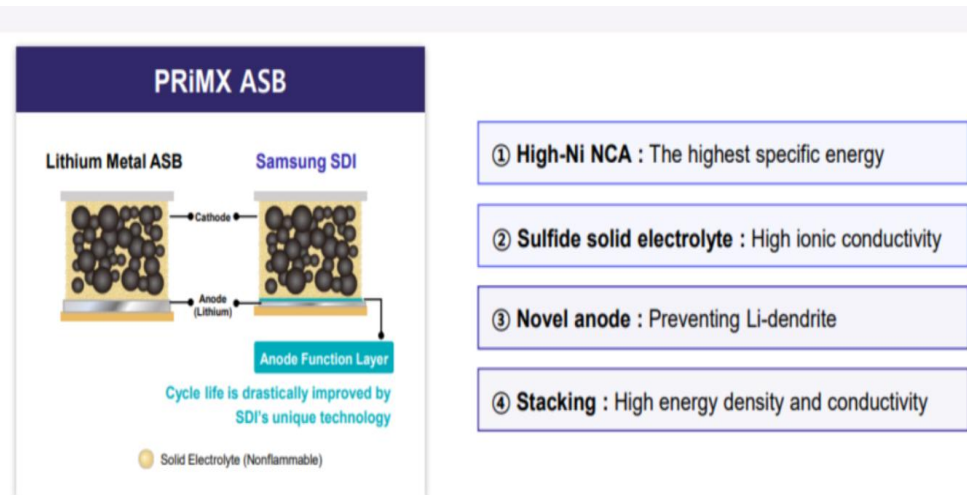 PRiMX ASB
Lithium Metal ASB
Samsung SDI
Cathode
Anode
(Lithium)
Anode Function Layer
Cycle life is drastically improved by
SDI's unique technology
Solid Electrolyte (Nonflammable)
① High-Ni NCA : The highest specific energy
② Sulfide solid electrolyte : High ionic conductivity
③ Novel anode : Preventing Li-dendrite
④ Stacking : High energy density and conductivity